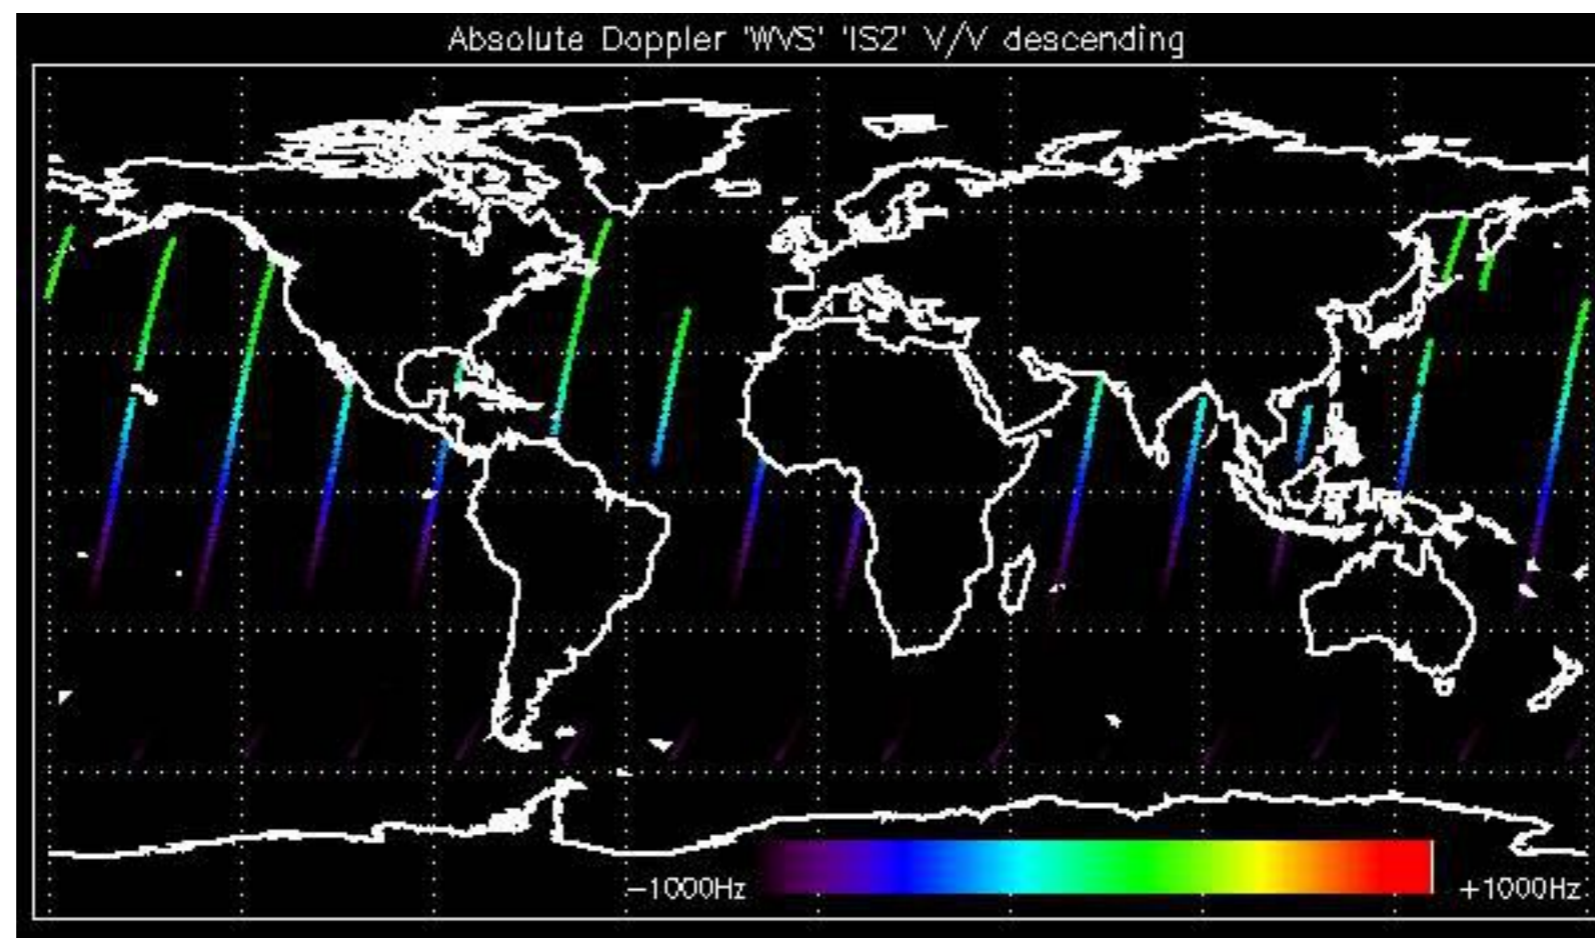 Absolute Doppler 'WVS' 'IS2' V/V descending
−1000Hz +1000Hz